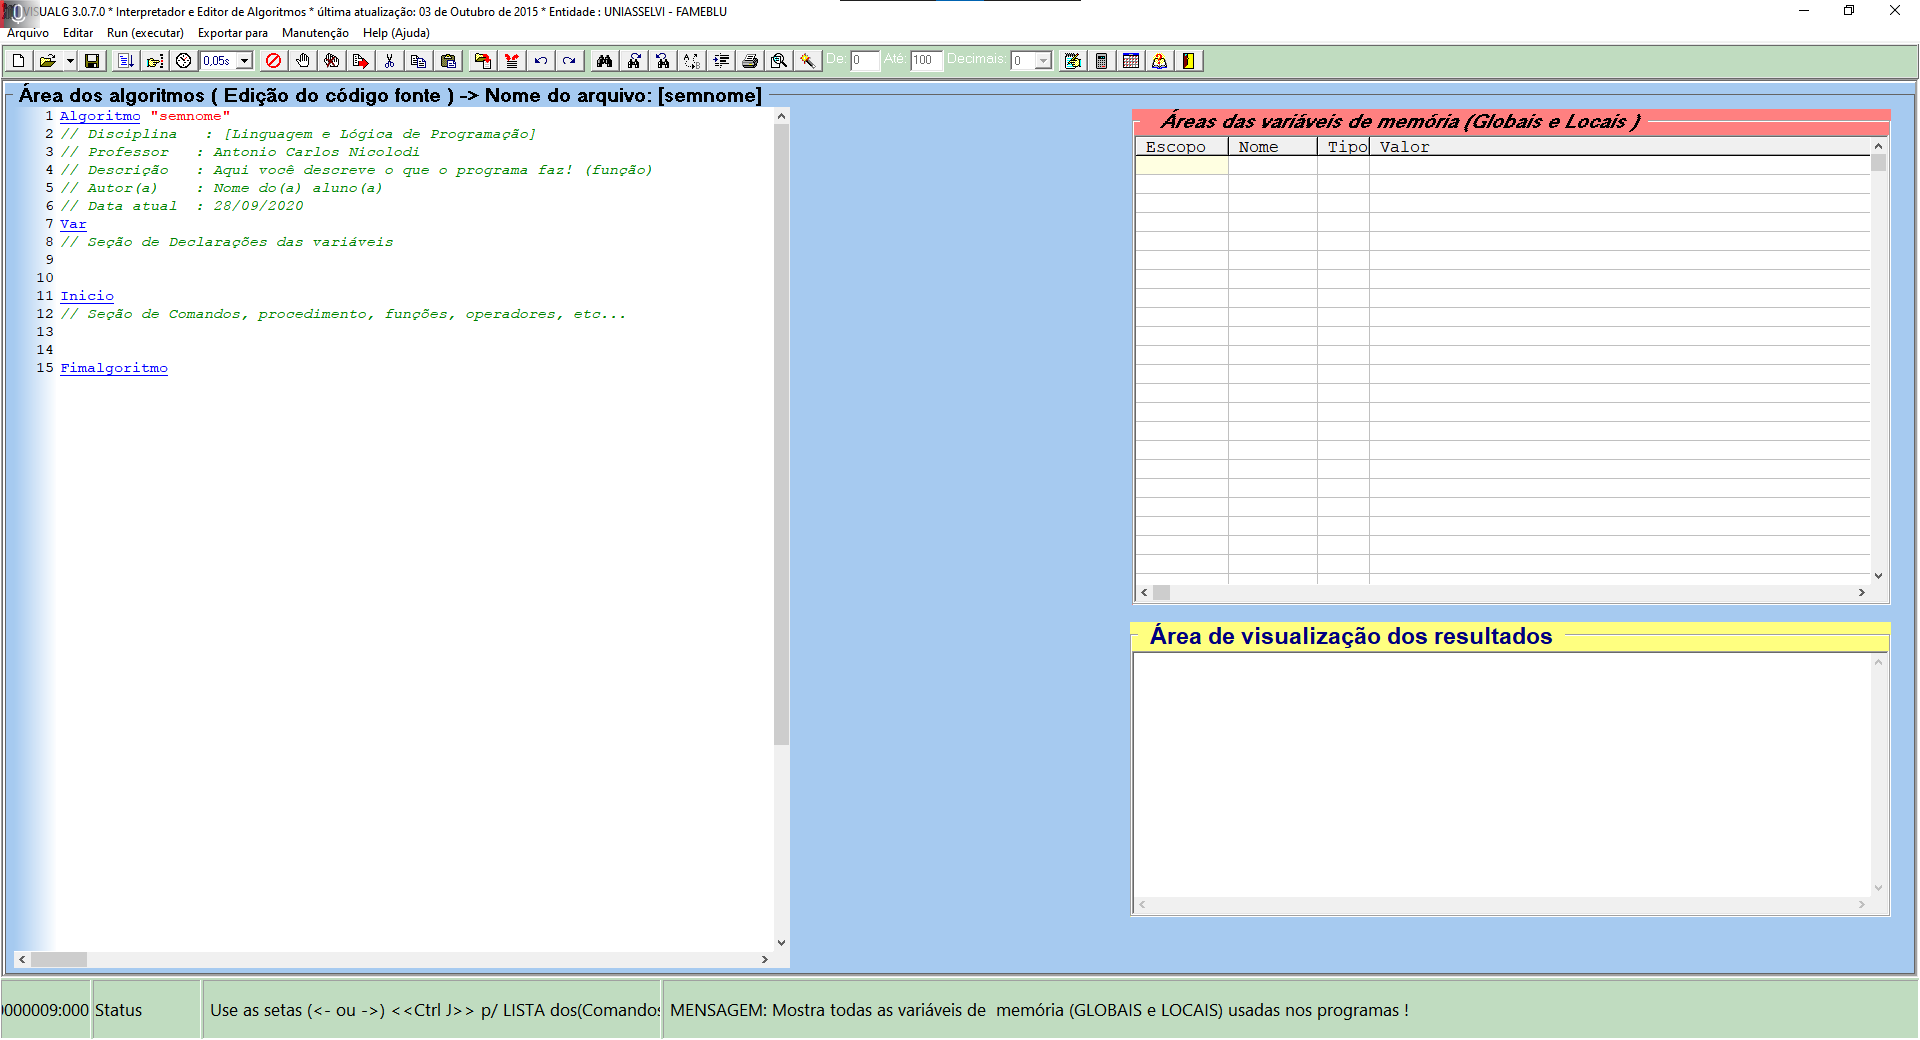 VISUALG 3.0.7.0 * Interpretador e Editor de Algoritmos * última atualização: 03 de Outubro de 2015 * Entidade : UNIASSELVI - FAMEBLU
Arquivo Editar Run (executar) Exportar para Manutenção Help (Ajuda)
0,05s De: 0 Até: 100 Decimais: 0
Área dos algoritmos ( Edição do código fonte ) -> Nome do arquivo: [semnome]
1 Algoritmo "semnome"
2 // Disciplina : [Linguagem e Lógica de Programação]
3 // Professor : Antonio Carlos Nicolodi
4 // Descrição : Aqui você descreve o que o programa faz! (função)
5 // Autor(a) : Nome do(a) aluno(a)
6 // Data atual : 28/09/2020
7 Var
8 // Seção de Declarações das variáveis
9
10
11 Inicio
12 // Seção de Comandos, procedimento, funções, operadores, etc...
13
14
15 Fimalgoritmo
Áreas das variáveis de memória (Globais e Locais )
Escopo Nome Tipo Valor
Área de visualização dos resultados
0000009:000 Status Use as setas (<- ou ->) <<Ctrl J>> p/ LISTA dos(Comandos MENSAGEM: Mostra todas as variáveis de memória (GLOBAIS e LOCAIS) usadas nos programas !